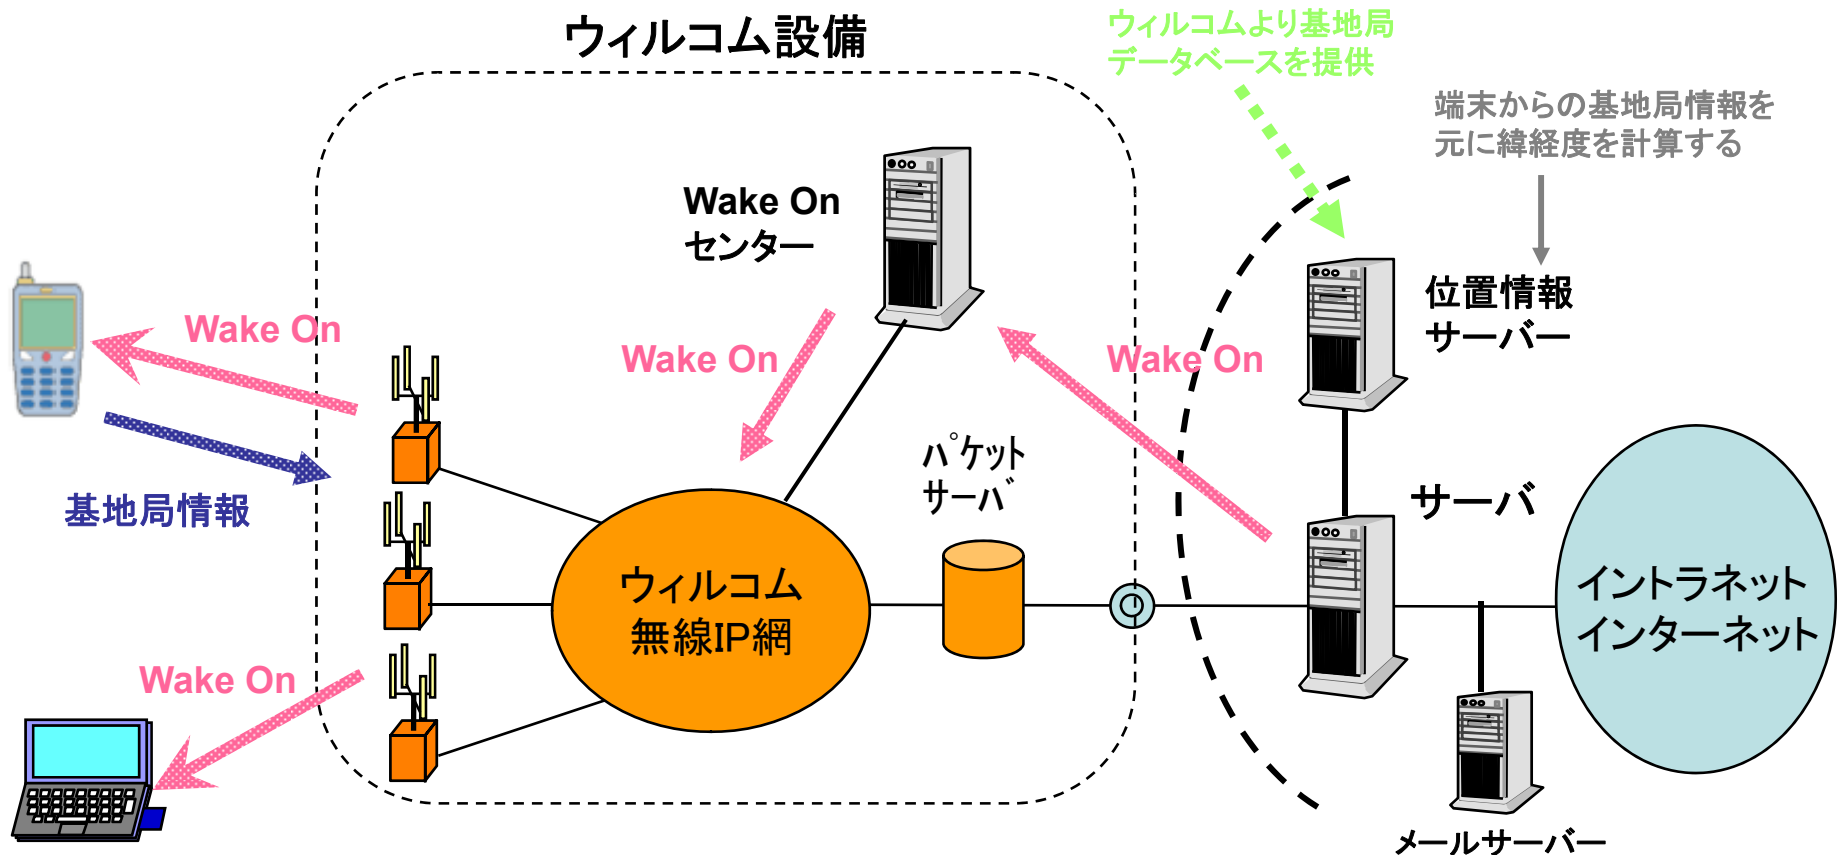 ウィルコム設備
ウィルコムより基地局
データベースを提供
端末からの基地局情報を
元に緯経度を計算する
Wake On
センター
位置情報
サーバー
Wake On
Wake On
Wake On
パケット
サーバ
サーバ
基地局情報
ウィルコム
無線IP網
イントラネット
インターネット
Wake On
メールサーバー